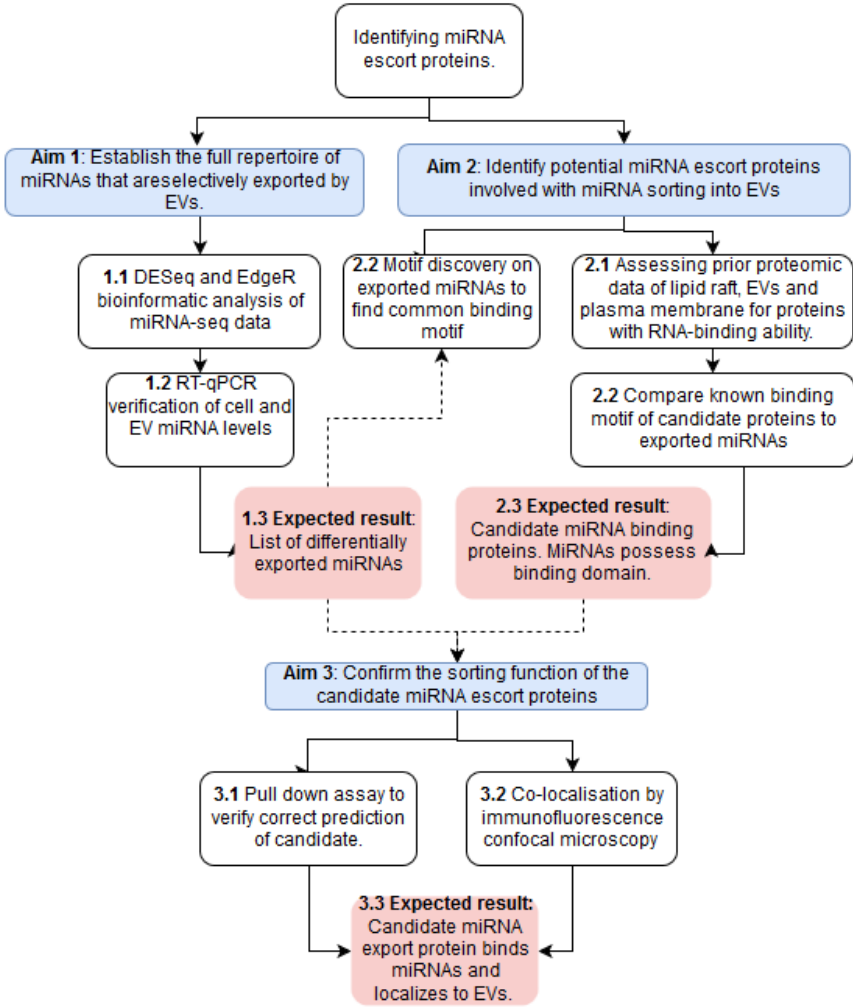 Identifying miRNA
escort proteins.
Aim 1: Establish the full repertoire of
miRNAs that areselectively exported by
EVs.
Aim 2: Identify potential miRNA escort proteins
involved with miRNA sorting into EVs
1.1 DESeq and EdgeR
bioinformatic analysis of
miRNA-seq data
2.2 Motif discovery on
exported miRNAs to
find common binding
motif
2.1 Assessing prior proteomic
data of lipid raft, EVs and
plasma membrane for proteins
with RNA-binding ability.
1.2 RT-qPCR
verification of cell and
EV miRNA levels
2.2 Compare known binding
motif of candidate proteins to
exported miRNAs
1.3 Expected result:
List of differentially
exported miRNAs
2.3 Expected result:
Candidate miRNA binding
proteins. MiRNAs possess
binding domain.
Aim 3: Confirm the sorting function of the
candidate miRNA escort proteins
3.1 Pull down assay to
verify correct prediction
of candidate.
3.2 Co-localisation by
immunofluorescence
confocal microscopy
3.3 Expected result:
Candidate miRNA
export protein binds
miRNAs and
localizes to EVs.